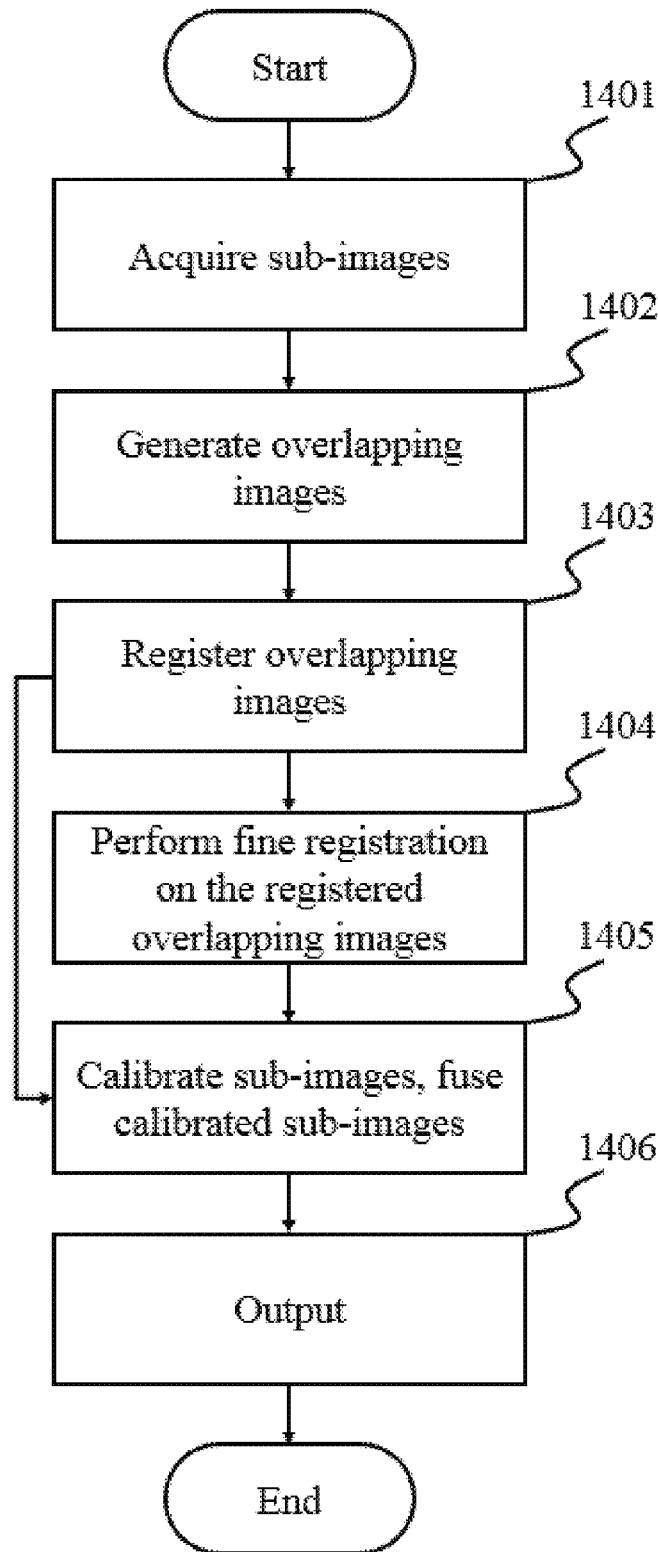 Start
1401
Acquire sub-images
1402
Generate overlapping
images
1403
Register overlapping
images
1404
Perform fine registration
on the registered
overlapping images
1405
Calibrate sub-images, fuse
calibrated sub-images
1406
Output
End